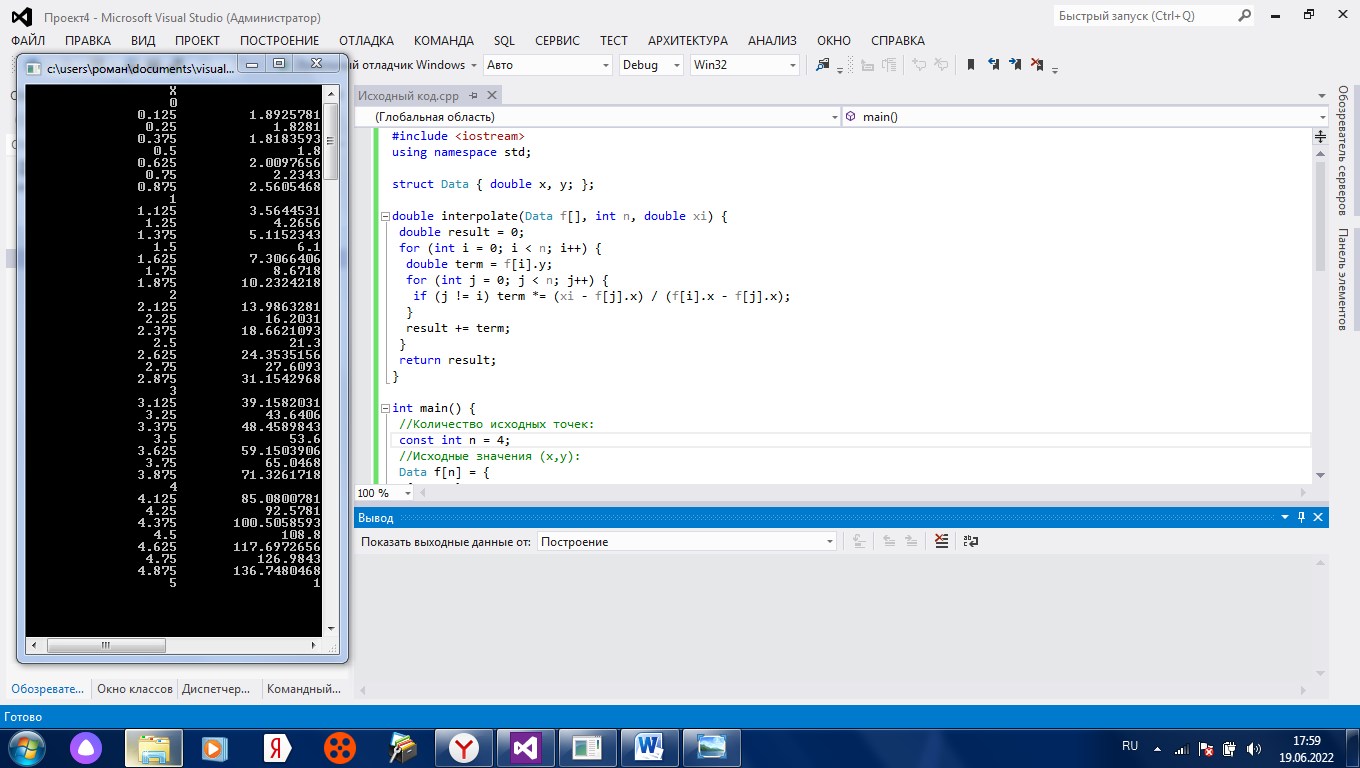 Проект4 - Microsoft Visual Studio (Администратор)
Быстрый запуск (Ctrl+Q)
ФАЙЛ ПРАВКА ВИД ПРОЕКТ ПОСТРОЕНИЕ ОТЛАДКА КОМАНДА SQL СЕРВИС ТЕСТ АРХИТЕКТУРА АНАЛИЗ ОКНО СПРАВКА
отладчик Windows Авто Debug Win32
c:\users\роман\documents\visual...
X
0
0.125 1.8925781
0.25 1.8281
0.375 1.8183593
0.5 1.8
0.625 2.0097656
0.75 2.2343
0.875 2.5605468
1
1.125 3.5644531
1.25 4.2656
1.375 5.1152343
1.5 6.1
1.625 7.3066406
1.75 8.6718
1.875 10.2324218
2
2.125 13.9863281
2.25 16.2031
2.375 18.6621093
2.5 21.3
2.625 24.3535156
2.75 27.6093
2.875 31.1542968
3
3.125 39.1582031
3.25 43.6406
3.375 48.4589843
3.5 53.6
3.625 59.1503906
3.75 65.0468
3.875 71.3261718
4
4.125 85.0800781
4.25 92.5781
4.375 100.5058593
4.5 108.8
4.625 117.6972656
4.75 126.9843
4.875 136.7480468
5 1
Исходный код.cpp
(Глобальная область) main()
#include <iostream>
using namespace std;
struct Data { double x, y; };
double interpolate(Data f[], int n, double xi) {
double result = 0;
for (int i = 0; i < n; i++) {
double term = f[i].y;
for (int j = 0; j < n; j++) {
if (j != i) term *= (xi - f[j].x) / (f[i].x - f[j].x);
}
result += term;
}
return result;
}
int main() {
//Количество исходных точек:
const int n = 4;
//Исходные значения (x,y):
Data f[n] = {
100 %
Обозреватель серверов
Панель элементов
Вывод
Показать выходные данные от: Построение
Обозревате... Окно классов Диспетчер... Командный...
Готово
RU
17:59
19.06.2022